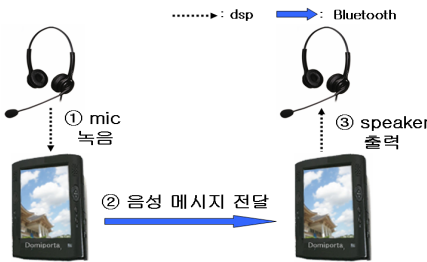 : dsp : Bluetooth
① mic
녹음
③ speaker
출력
② 음성 메시지 전달
Domiporta
Domiporta